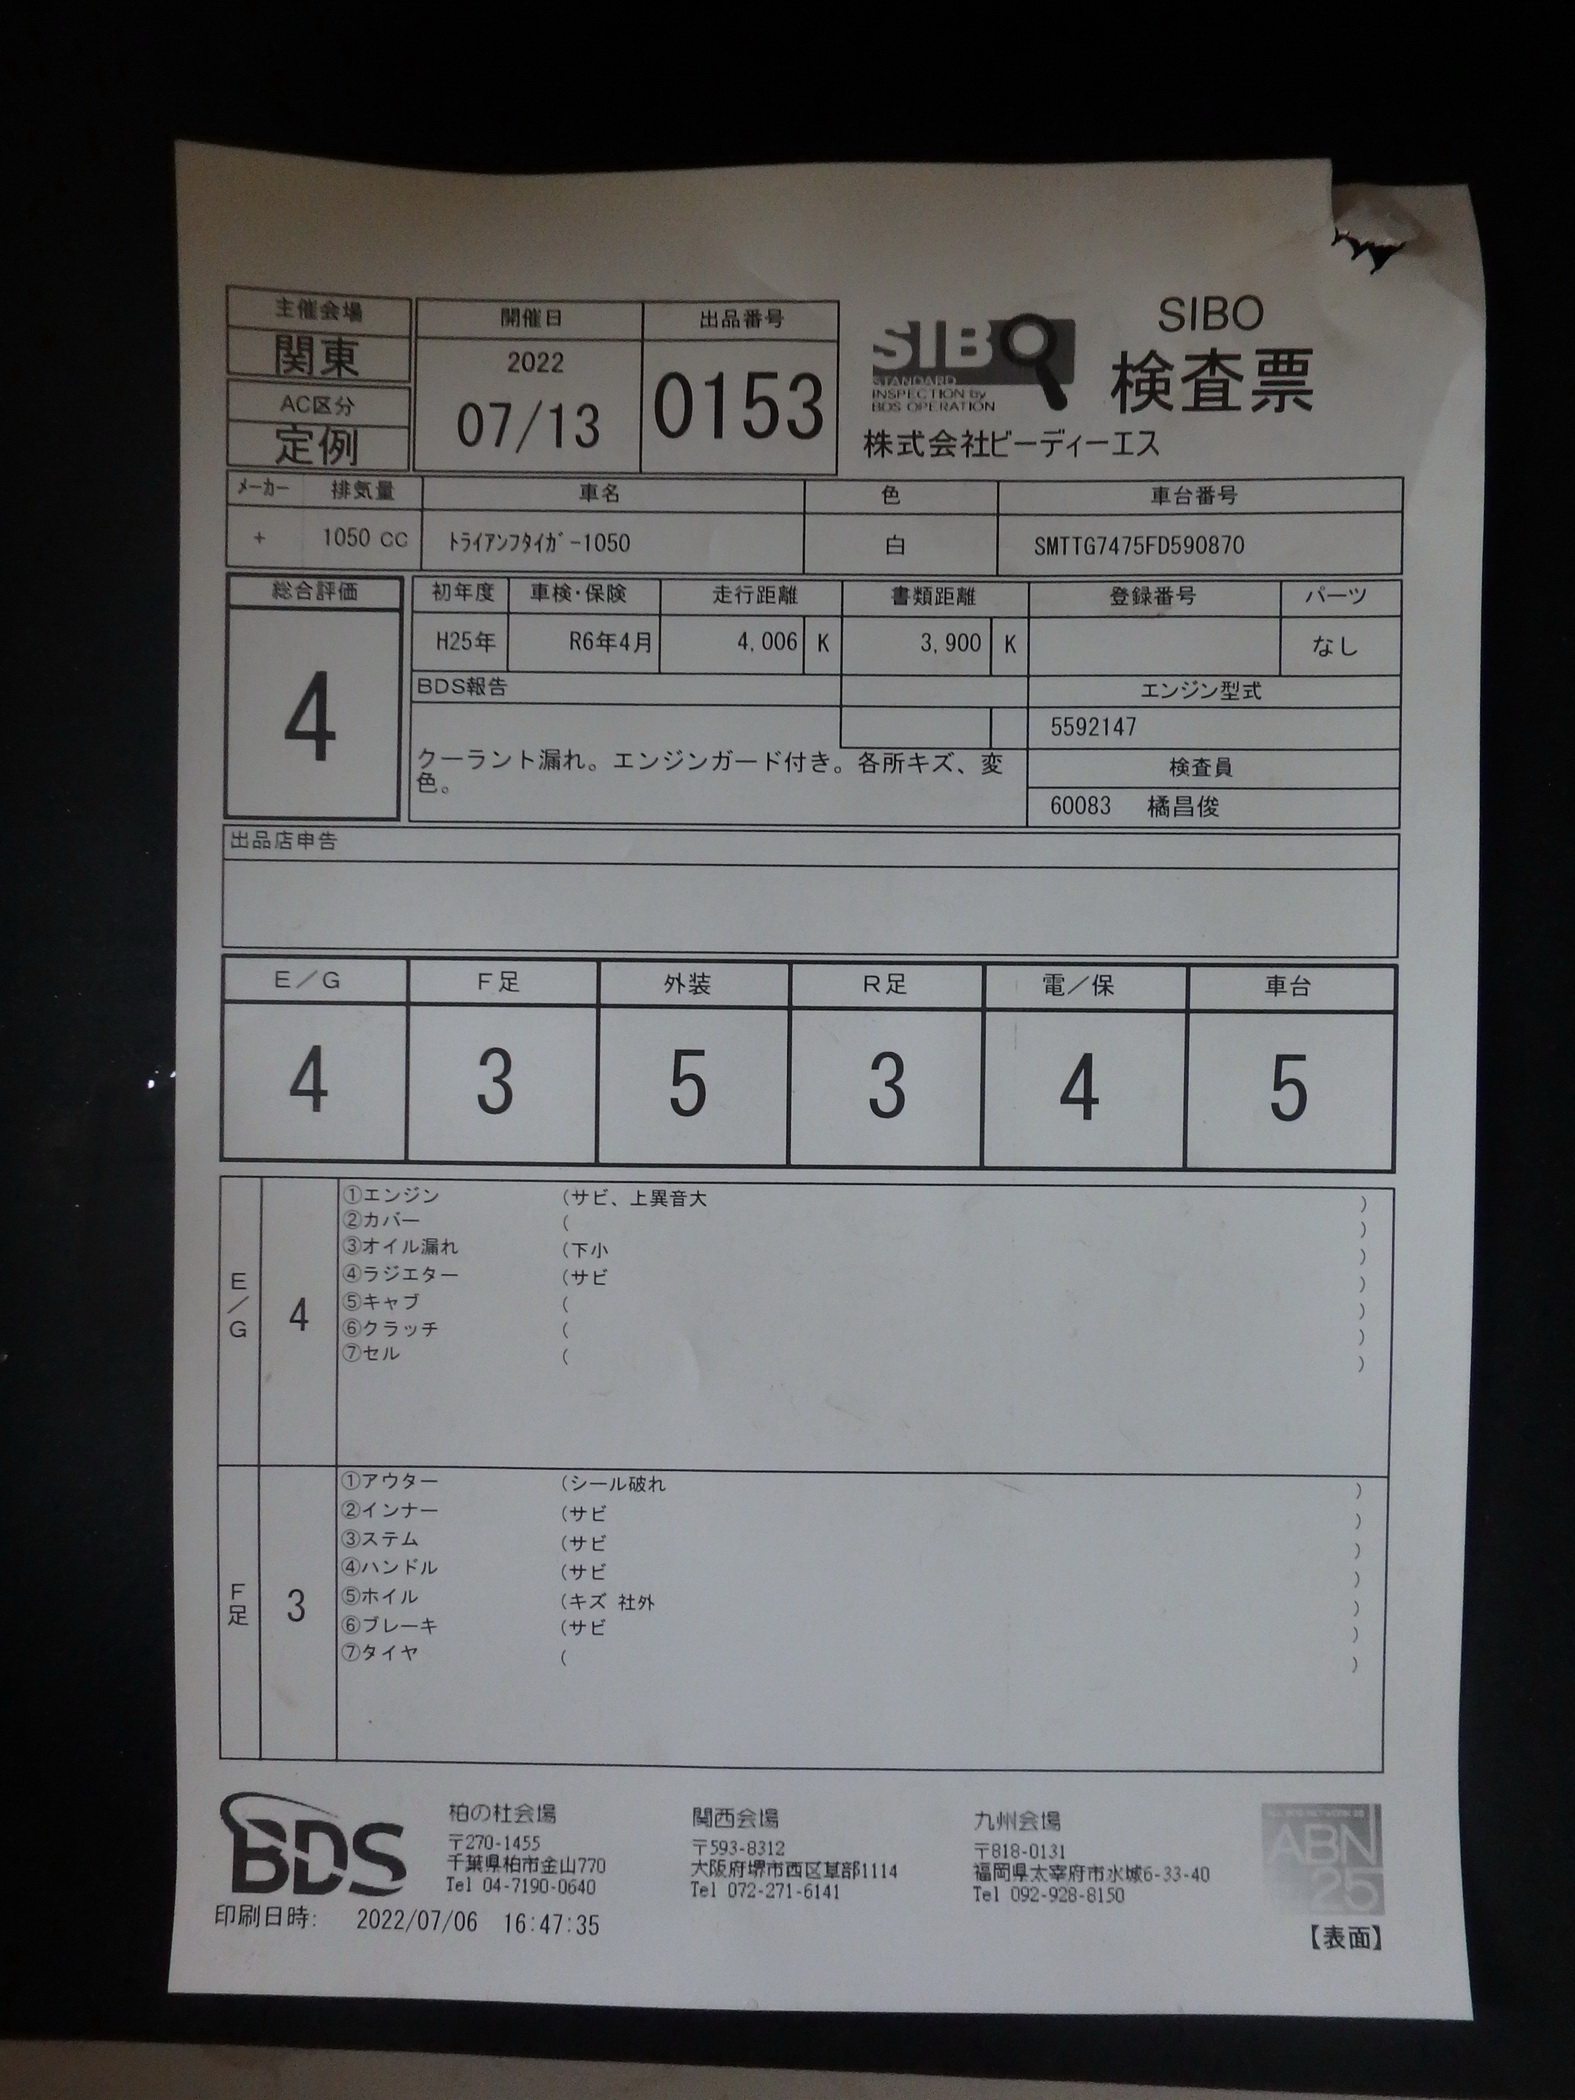 主催会場
関東
AC区分
定例
開催日
2022
07/13
出品番号
0153
SIBO
STANDARD
INSPECTION by
BDS OPERATION
SIBO
検査票
株式会社ビーディーエス
ﾒｰｶｰ 排気量 車名 色 車台番号
+ 1050 CC ﾄﾗｲｱﾝﾌﾀｲｶﾞｰ1050 白 SMTTG7475FD590870
総合評価
4
初年度 車検・保険 走行距離 書類距離 登録番号 パーツ
H25年 R6年4月 4,006 K 3,900 K なし
BDS報告
クーラント漏れ。エンジンガード付き。各所キズ、変
色。
エンジン型式
5592147
検査員
60083 橘昌俊
出品店申告
E/G F足 外装 R足 電/保 車台
4 3 5 3 4 5
E/G
4
①エンジン (サビ、上異音大 )
②カバー ( )
③オイル漏れ (下小 )
④ラジエター (サビ )
⑤キャブ ( )
⑥クラッチ ( )
⑦セル ( )
F足
3
①アウター (シール破れ )
②インナー (サビ )
③ステム (サビ )
④ハンドル (サビ )
⑤ホイル (キズ 社外 )
⑥ブレーキ (サビ )
⑦タイヤ ( )
BDS
柏の杜会場
〒270-1455
千葉県柏市金山770
Tel 04-7190-0640
関西会場
〒593-8312
大阪府堺市西区草部1114
Tel 072-271-6141
九州会場
〒818-0131
福岡県太宰府市水城6-33-40
Tel 092-928-8150
ABN
25
印刷日時: 2022/07/06 16:47:35
【表面】